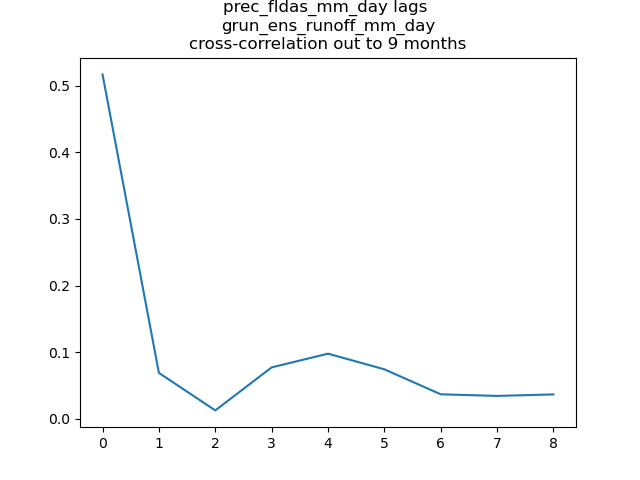 prec_fldas_mm_day lags
grun_ens_runoff_mm_day
cross-correlation out to 9 months
0.5
0.4
0.3
0.2
0.1
0.0
0 1 2 3 4 5 6 7 8